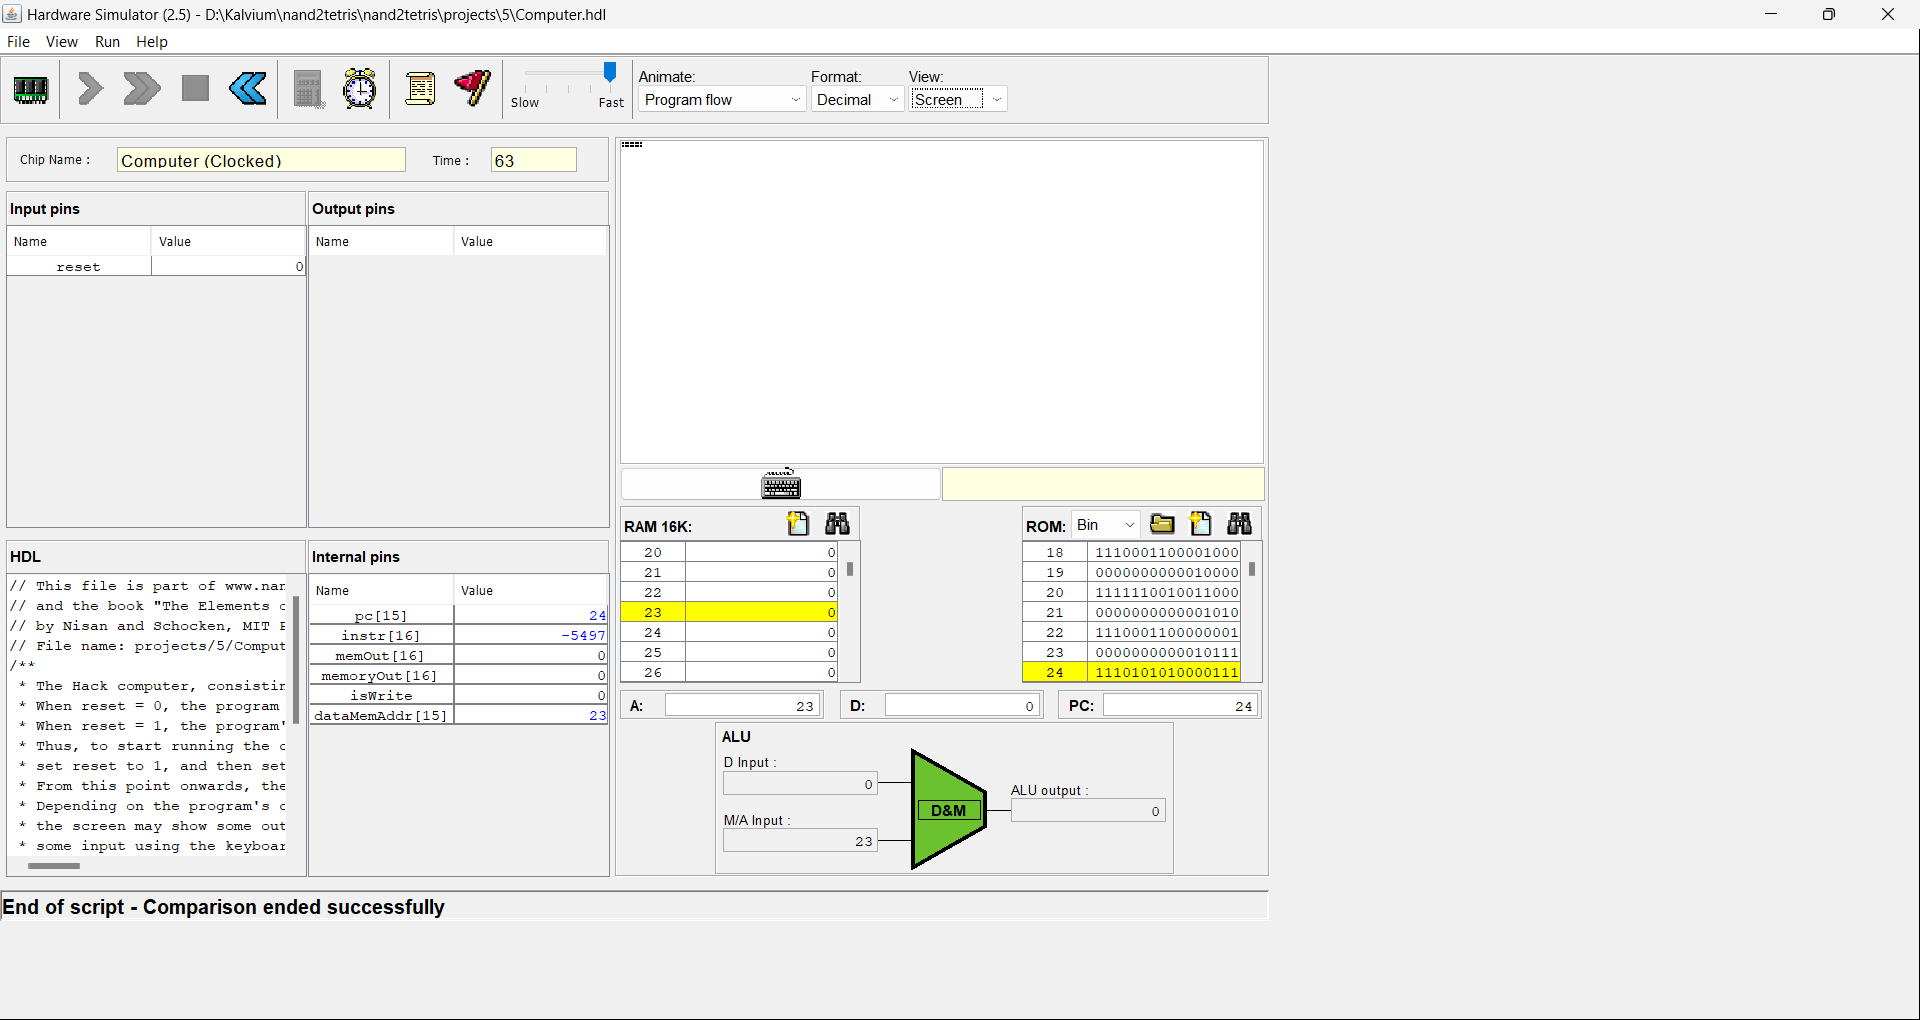 Hardware Simulator (2.5) - D:\Kalvium\nand2tetris\nand2tetris\projects\5\Computer.hdl
File View Run Help
Slow Fast
Animate: Format: View:
Program flow Decimal Screen
Chip Name : Computer (Clocked) Time : 63
Input pins
Name Value
reset 0
Output pins
Name Value
HDL
// This file is part of www.nan
// and the book "The Elements
// by Nisan and Schocken, MIT
// File name: projects/5/Comput
/**
* The Hack computer, consistin
* When reset = 0, the program
* When reset = 1, the program'
* Thus, to start running the
* set reset to 1, and then set
* From this point onwards, the
* Depending on the program's
* the screen may show some out
* some input using the keyboar
Internal pins
Name Value
pc[15] 24
instr[16] -5497
memOut[16] 0
memoryOut[16] 0
isWrite 0
dataMemAddr[15] 23
RAM 16K:
20 0
21 0
22 0
23 0
24 0
25 0
26 0
ROM: Bin
18 1110001100001000
19 0000000000010000
20 1111110010011000
21 0000000000001010
22 1110001100000001
23 0000000000010111
24 1110101010000111
A: 23 D: 0 PC: 24
ALU
D Input :
0
M/A Input :
23
D&M
ALU output :
0
End of script - Comparison ended successfully